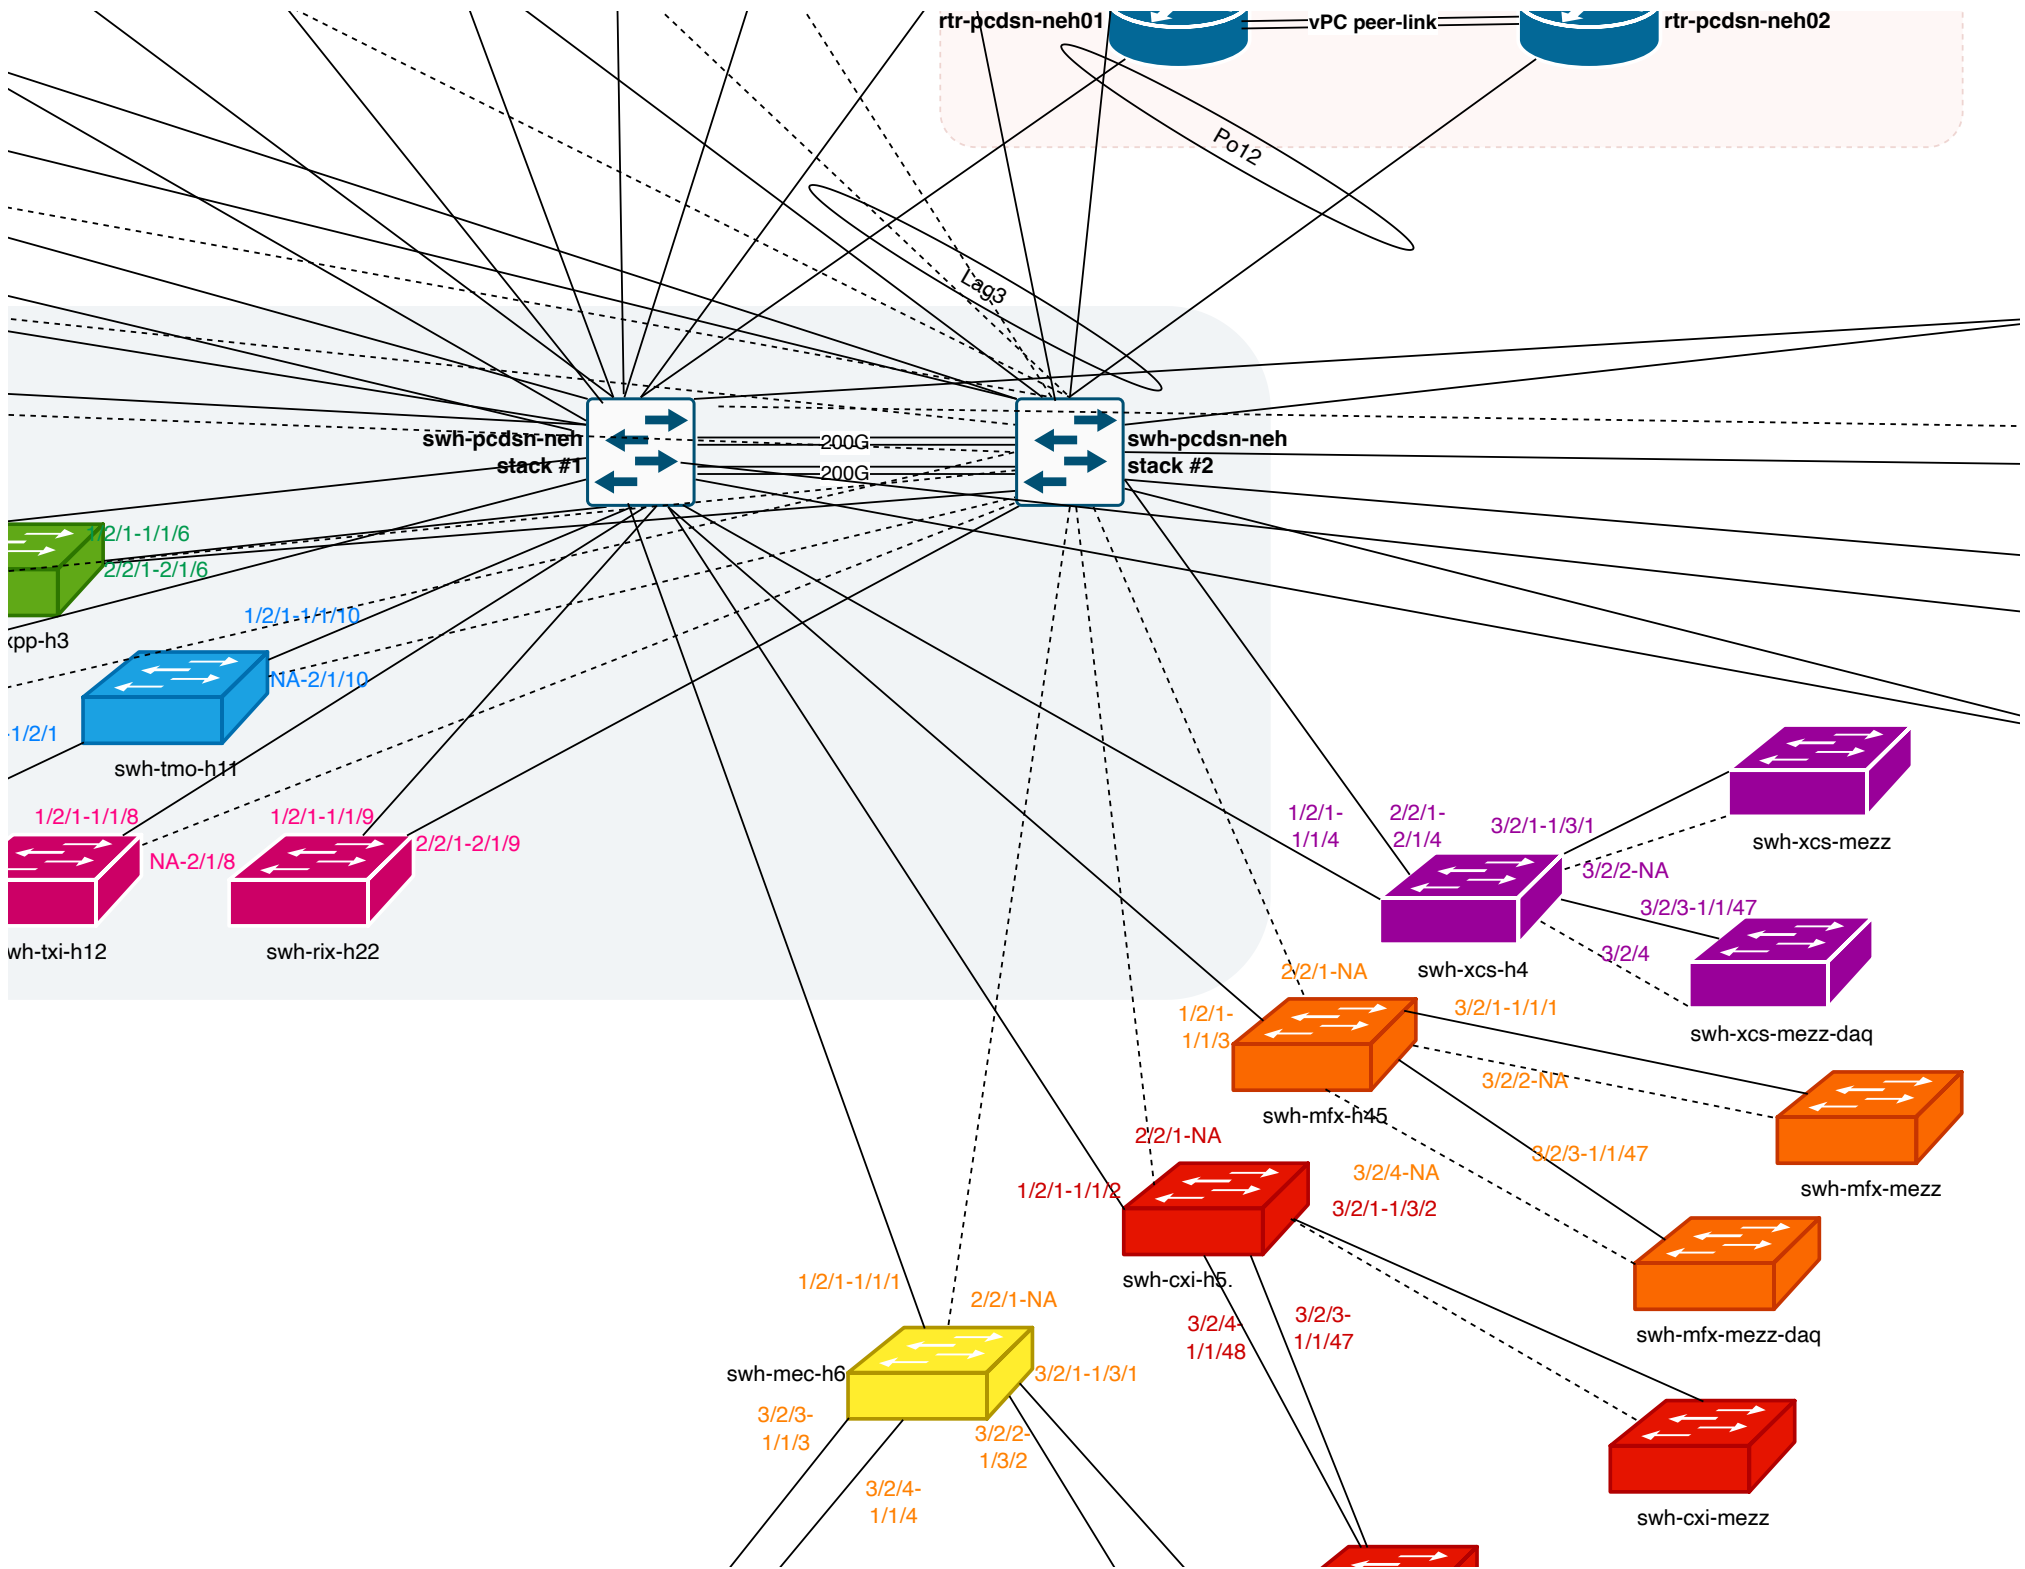 rtr-pcdsn-neh01
vPC peer-link
rtr-pcdsn-neh02
Po12
Lag3
swh-pcdsn-neh
stack #1
200G
200G
swh-pcdsn-neh
stack #2
1/2/1-1/1/6
2/2/1-2/1/6
xpp-h3
1/2/1-1/1/10
NA-2/1/10
-1/2/1
swh-tmo-h11
1/2/1-1/1/8
NA-2/1/8
wh-txi-h12
1/2/1-1/1/9
2/2/1-2/1/9
swh-rix-h22
1/2/1-
1/1/4
2/2/1-
2/1/4
3/2/1-1/3/1
swh-xcs-mezz
3/2/2-NA
3/2/3-1/1/47
3/2/4
swh-xcs-h4
swh-xcs-mezz-daq
2/2/1-NA
1/2/1-
1/1/3
3/2/1-1/1/1
3/2/2-NA
swh-mfx-h45
3/2/3-1/1/47
3/2/4-NA
swh-mfx-mezz
2/2/1-NA
1/2/1-1/1/2
3/2/1-1/3/2
swh-cxi-h5.
swh-mfx-mezz-daq
3/2/4-
1/1/48
3/2/3-
1/1/47
1/2/1-1/1/1
2/2/1-NA
swh-mec-h6
3/2/1-1/3/1
3/2/3-
1/1/3
3/2/2-
1/3/2
3/2/4-
1/1/4
swh-cxi-mezz